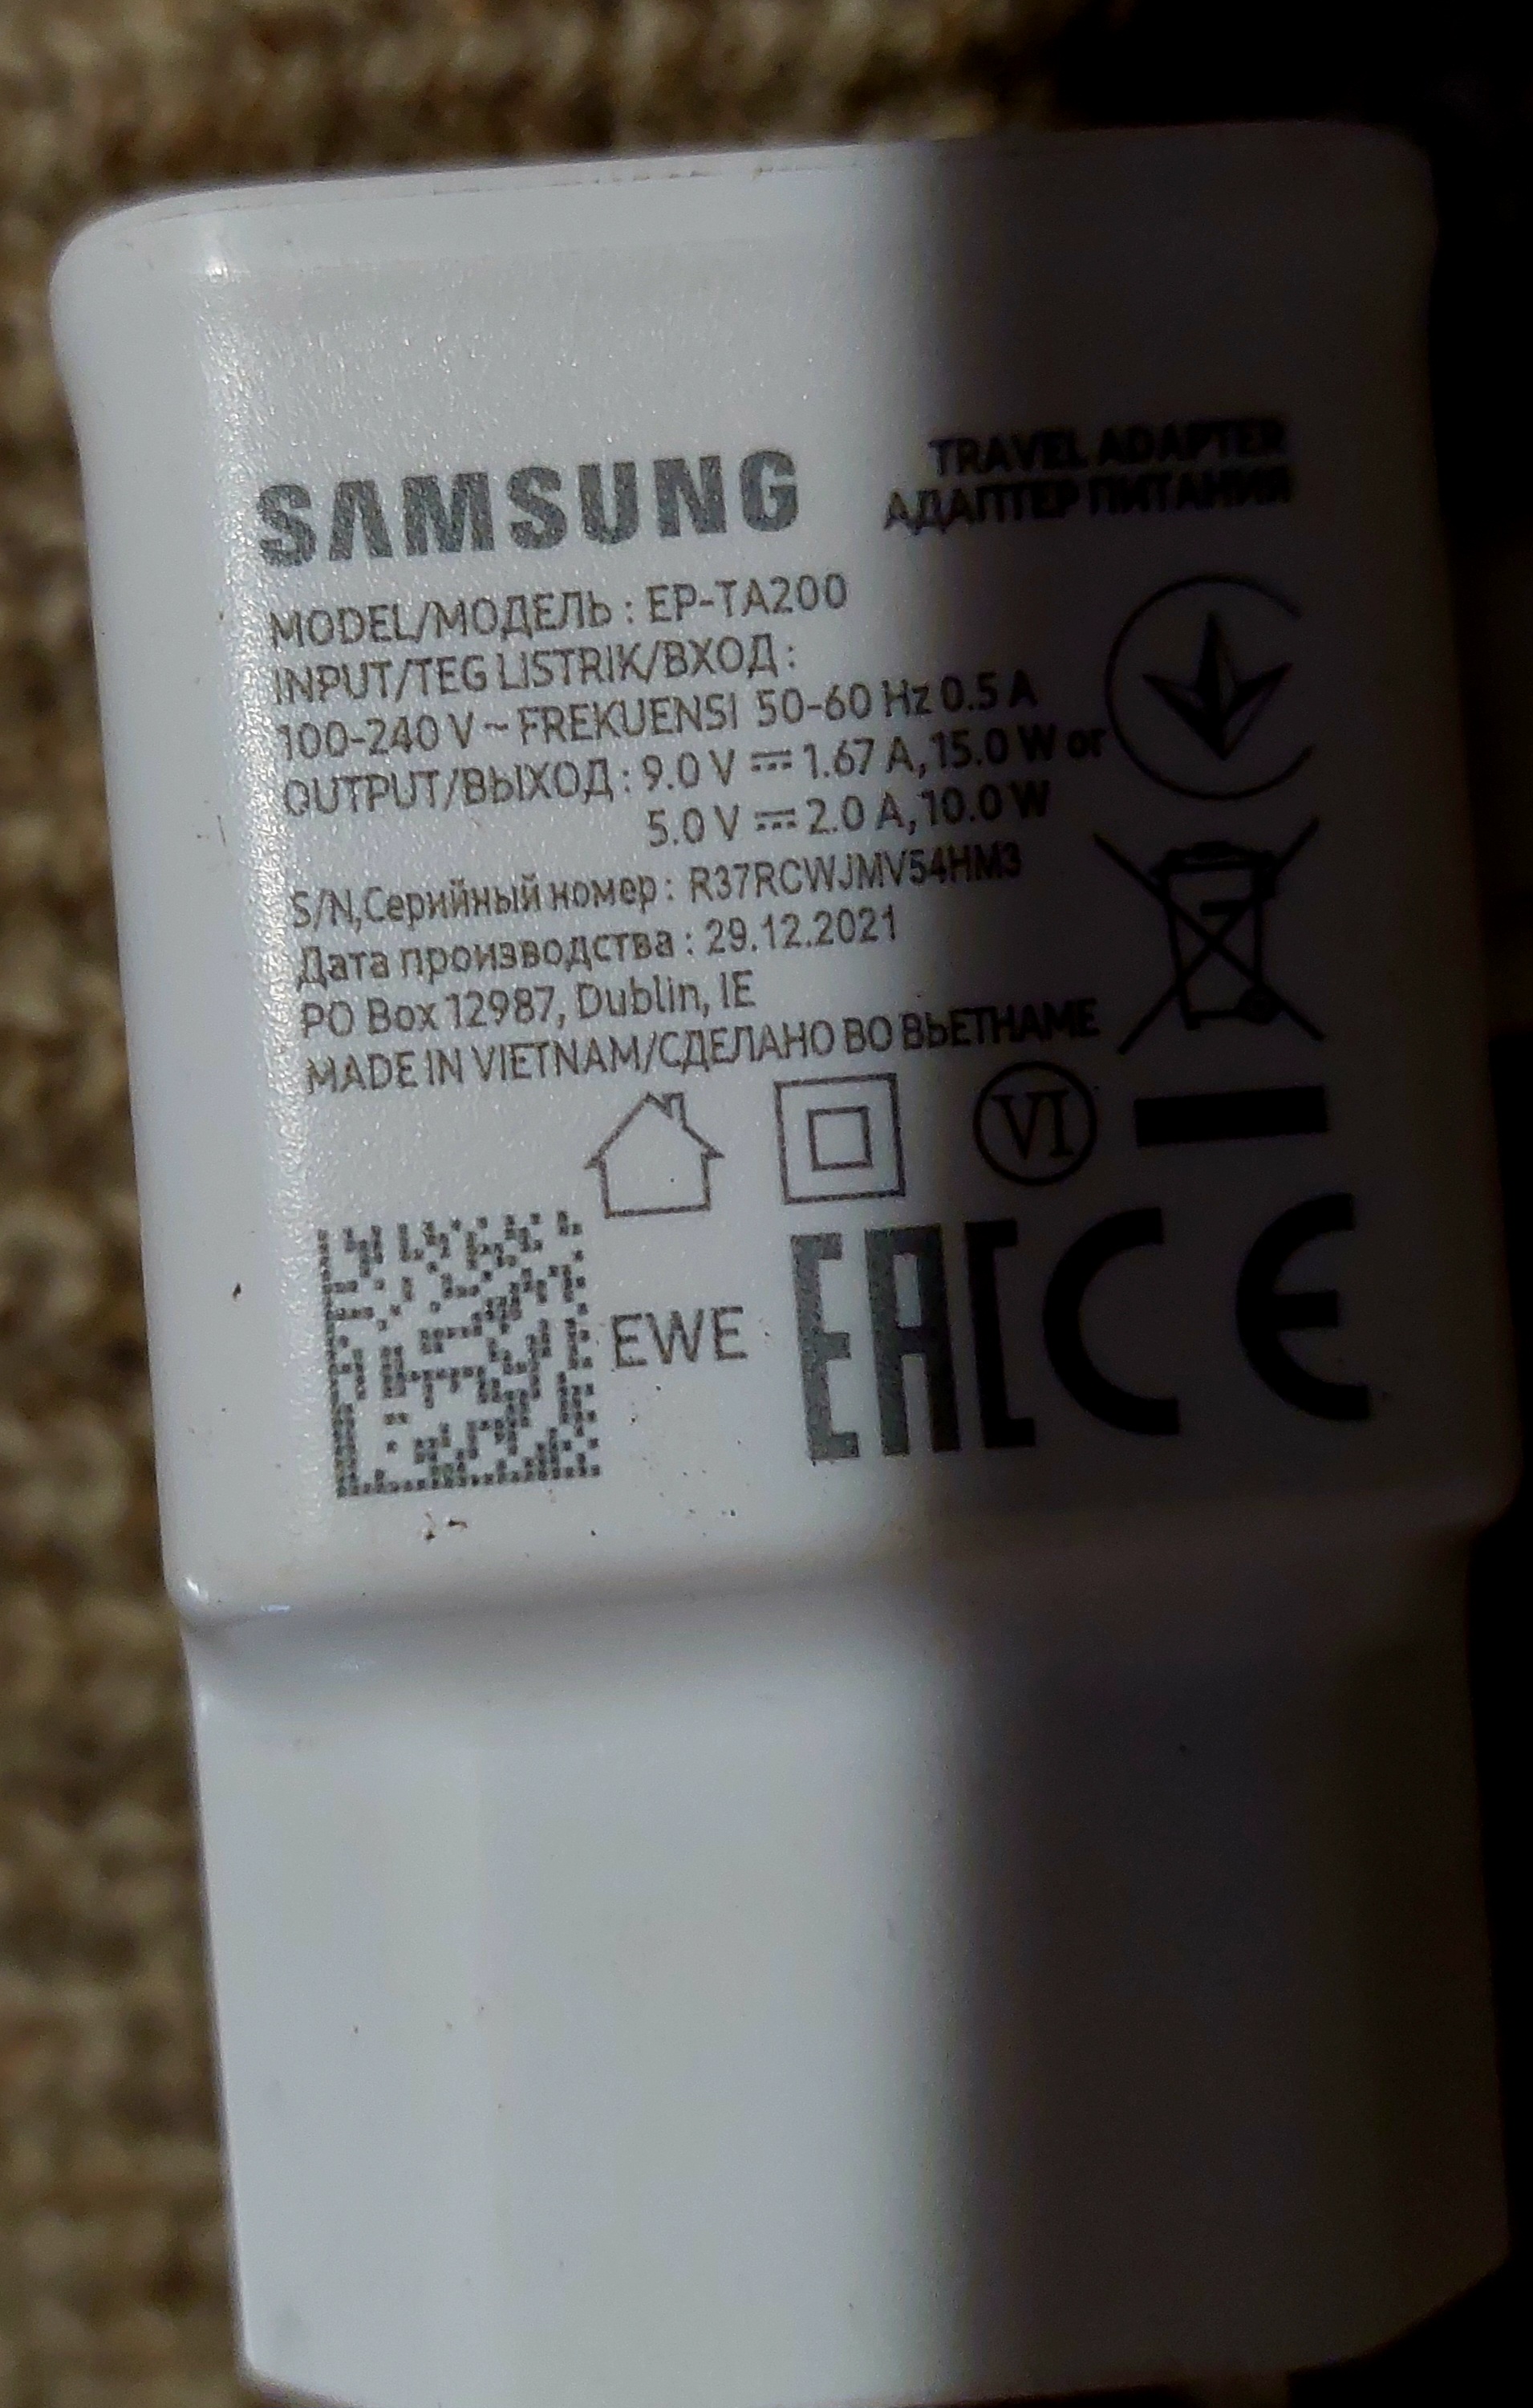 SAMSUNG
TRAVEL ADAPTER
АДАПТЕР ПИТАНИЯ
MODEL/МОДЕЛЬ : EP-TA200
INPUT/TEG LISTRIK/ВХОД :
100-240 V ~ FREKUENSI 50-60 Hz 0.5 A
OUTPUT/ВЫХОД : 9.0 V ⎓ 1.67 A, 15.0 W or
5.0 V ⎓ 2.0 A, 10.0 W
S/N,Серийный номер : R37RCWJMV54HM3
Дата производства : 29.12.2021
PO Box 12987, Dublin, IE
MADE IN VIETNAM/СДЕЛАНО ВО ВЬЕТНАМЕ
VI
EWE
EAC CE